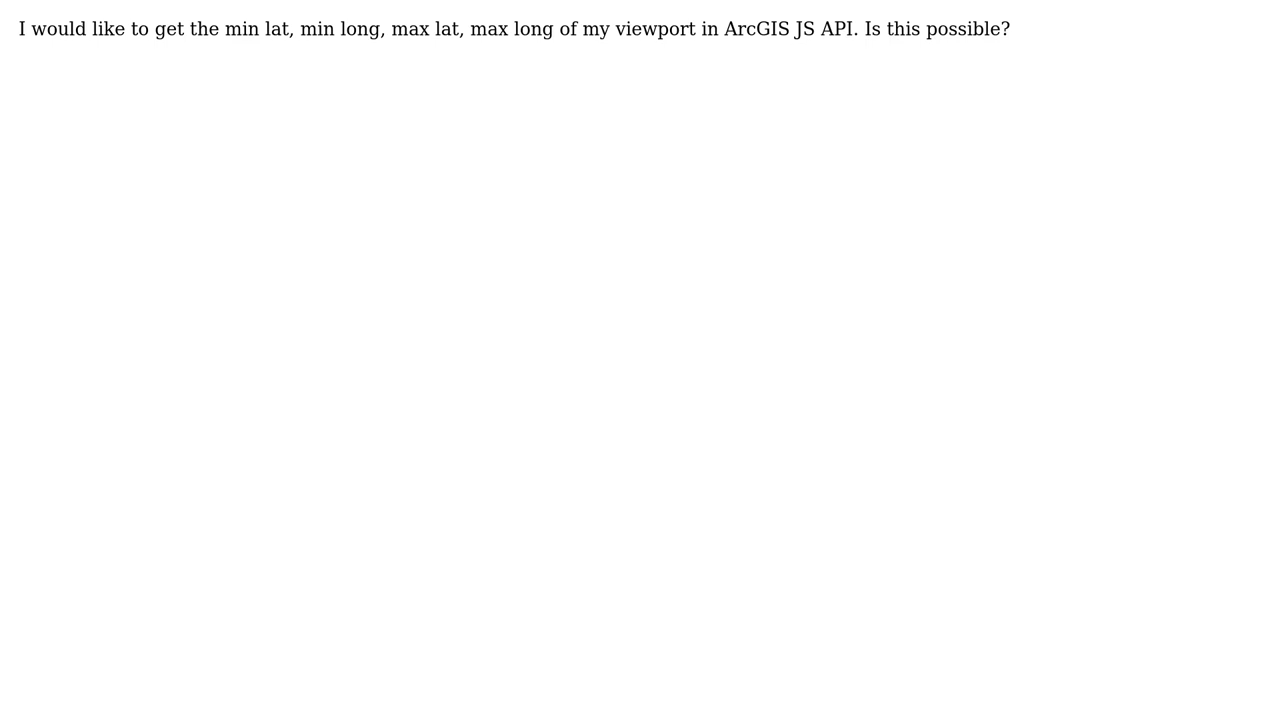 I would like to get the min lat, min long, max lat, max long of my viewport in ArcGIS JS API. Is this possible?